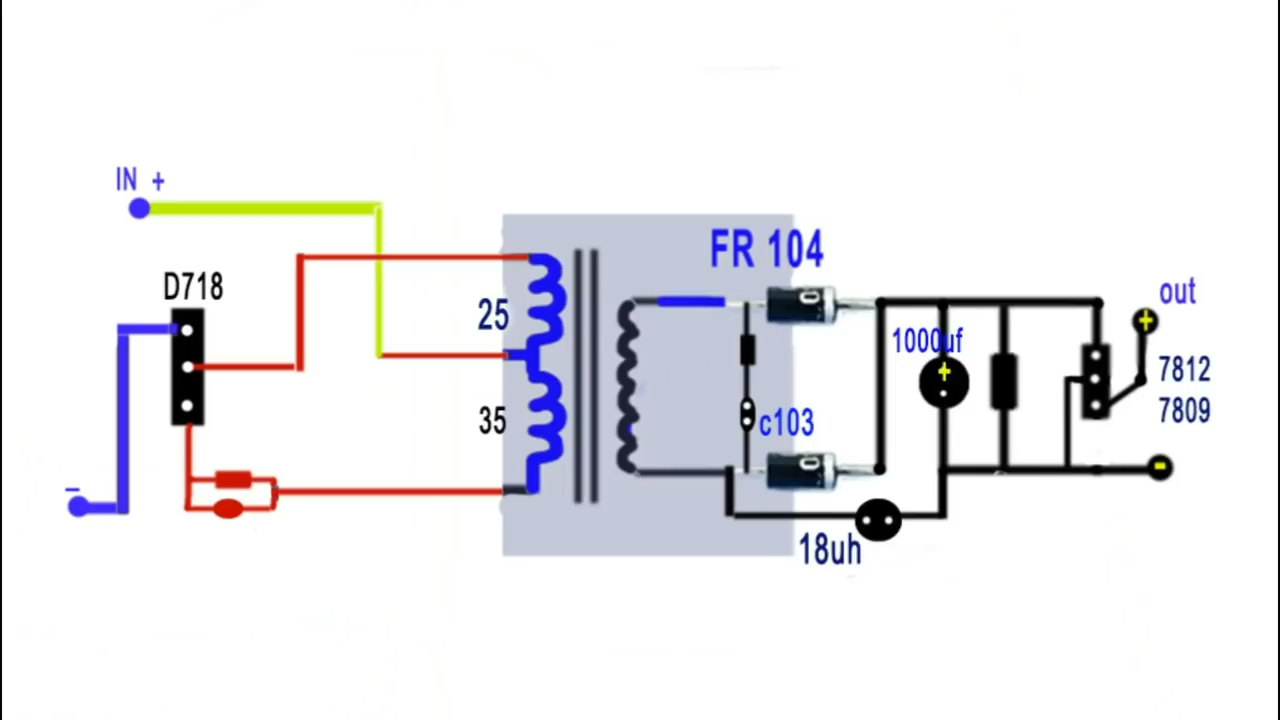 IN +
D718
−
25
35
FR 104
1000uf
+
c103
18uh
out
+
7812
7809
-